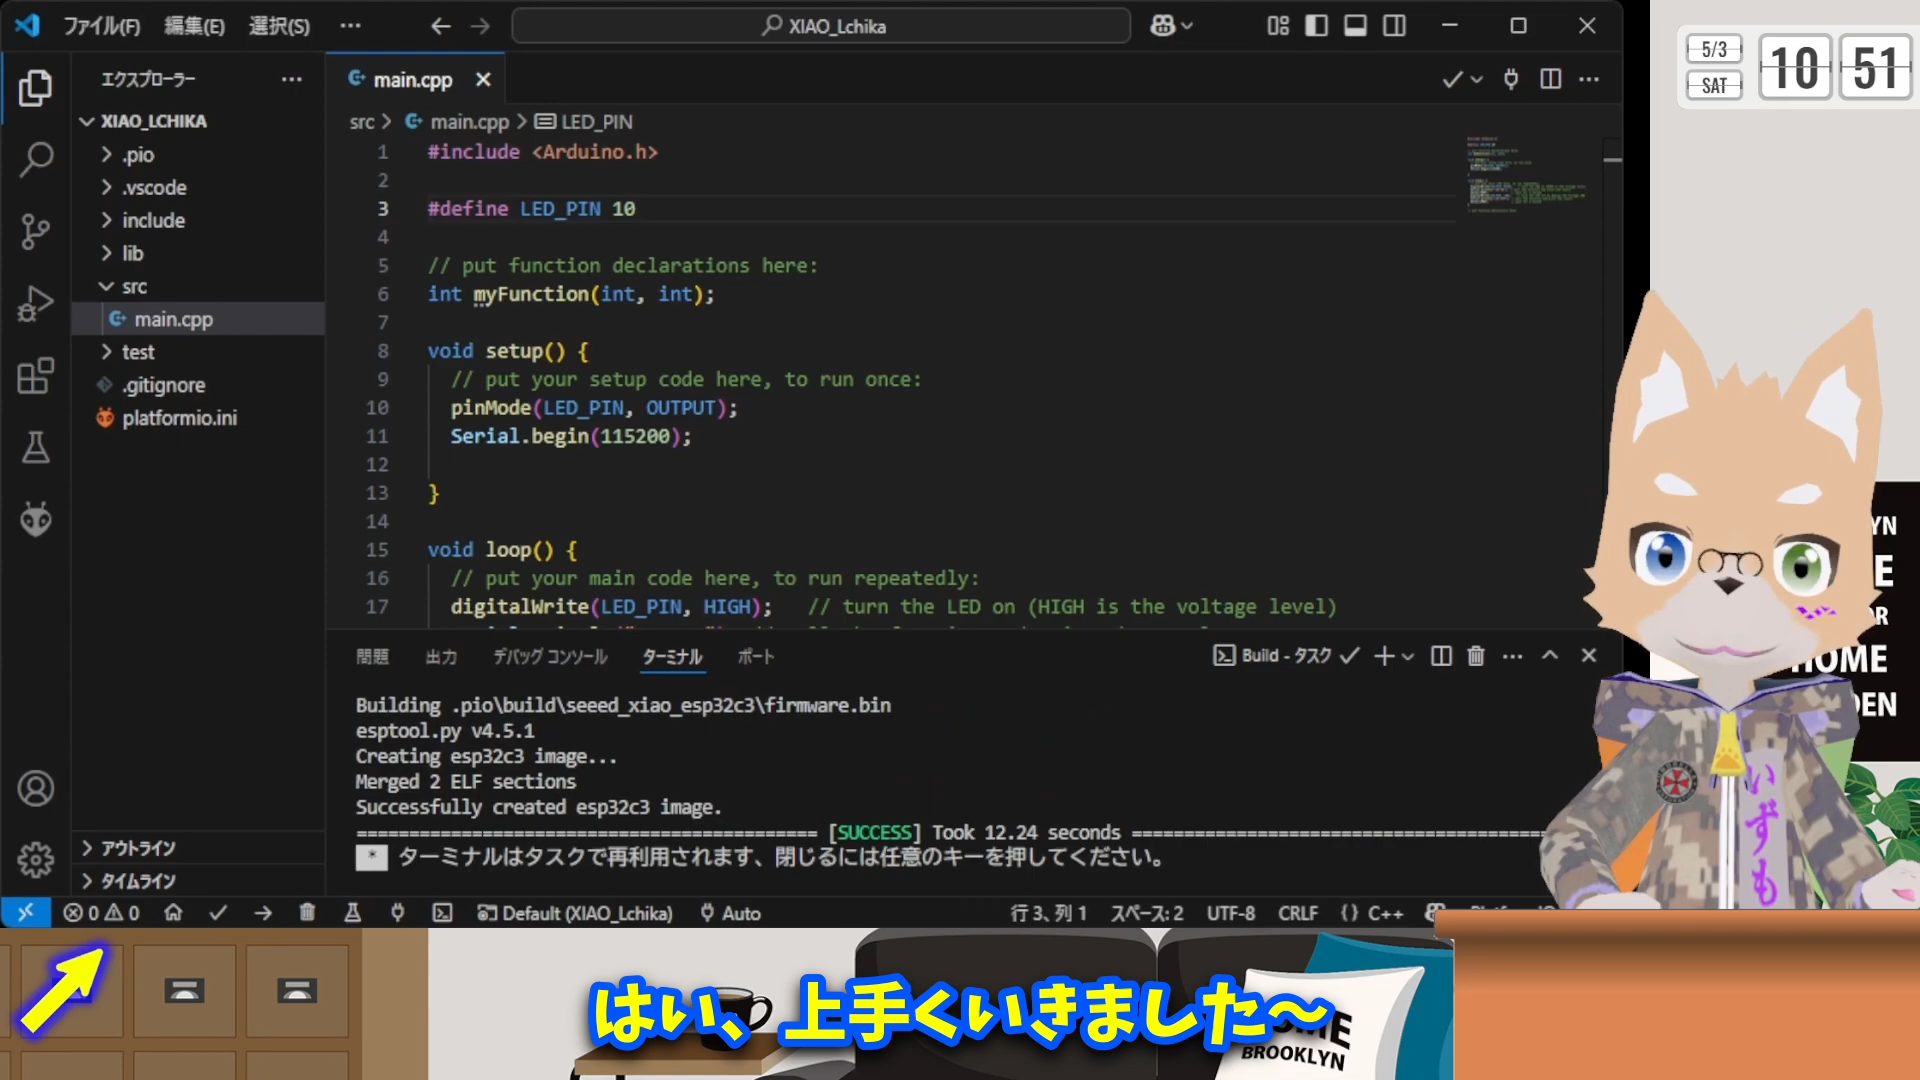 ファイル(F) 編集(E) 選択(S) ··· XIAO_Lchika
5/3
SAT
10 51
エクスプローラー ···
XIAO_LCHIKA
.pio
.vscode
include
lib
src
main.cpp
test
.gitignore
platformio.ini
アウトライン
タイムライン
main.cpp
src > main.cpp > LED_PIN
1 #include <Arduino.h>
2
3 #define LED_PIN 10
4
5 // put function declarations here:
6 int myFunction(int, int);
7
8 void setup() {
9 // put your setup code here, to run once:
10 pinMode(LED_PIN, OUTPUT);
11 Serial.begin(115200);
12
13 }
14
15 void loop() {
16 // put your main code here, to run repeatedly:
17 digitalWrite(LED_PIN, HIGH); // turn the LED on (HIGH is the voltage level)
問題 出力 デバッグ コンソール ターミナル ポート Build - タスク
Building .pio\build\seeed_xiao_esp32c3\firmware.bin
esptool.py v4.5.1
Creating esp32c3 image...
Merged 2 ELF sections
Successfully created esp32c3 image.
========================================= [SUCCESS] Took 12.24 seconds =========================================
* ターミナルはタスクで再利用されます、閉じるには任意のキーを押してください。
0 0 Default (XIAO_Lchika) Auto 行 3、列 1 スペース: 2 UTF-8 CRLF {} C++
YN
E
OR
HOME
DEN
いずも
はい、上手くいきました～
BROOKLYN